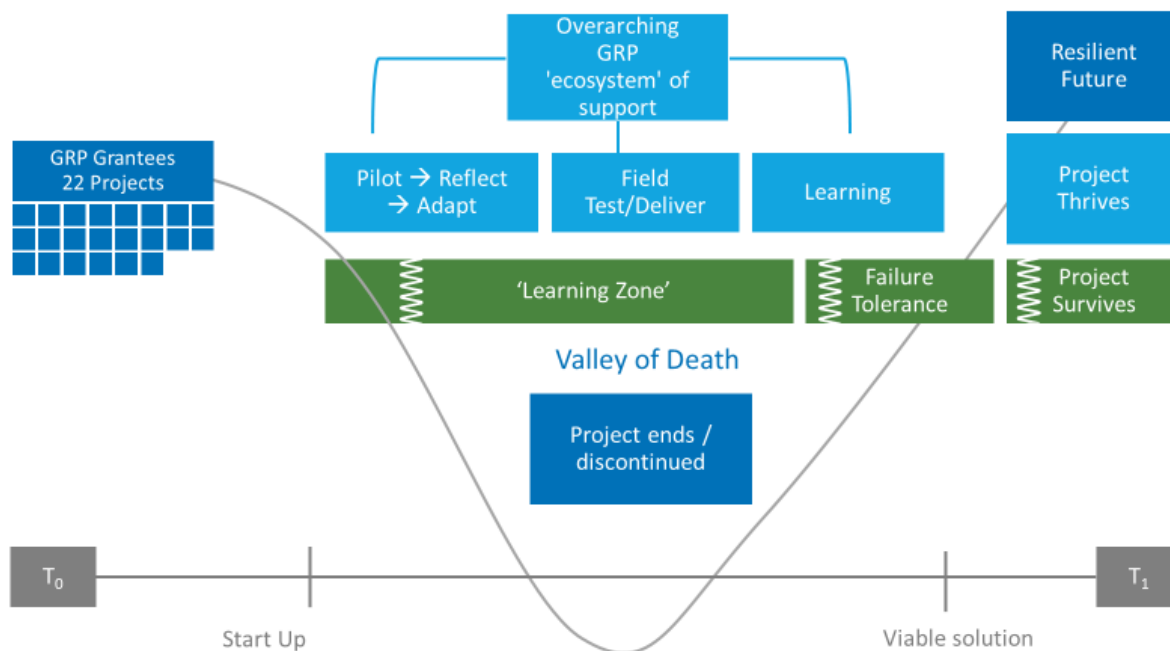 Overarching
GRP
'ecosystem' of
support
Resilient
Future
GRP Grantees
22 Projects
Pilot → Reflect
→ Adapt
Field
Test/Deliver
Learning
Project
Thrives
‘Learning Zone’
Failure
Tolerance
Project
Survives
Valley of Death
Project ends /
discontinued
T₀
T₁
Start Up
Viable solution